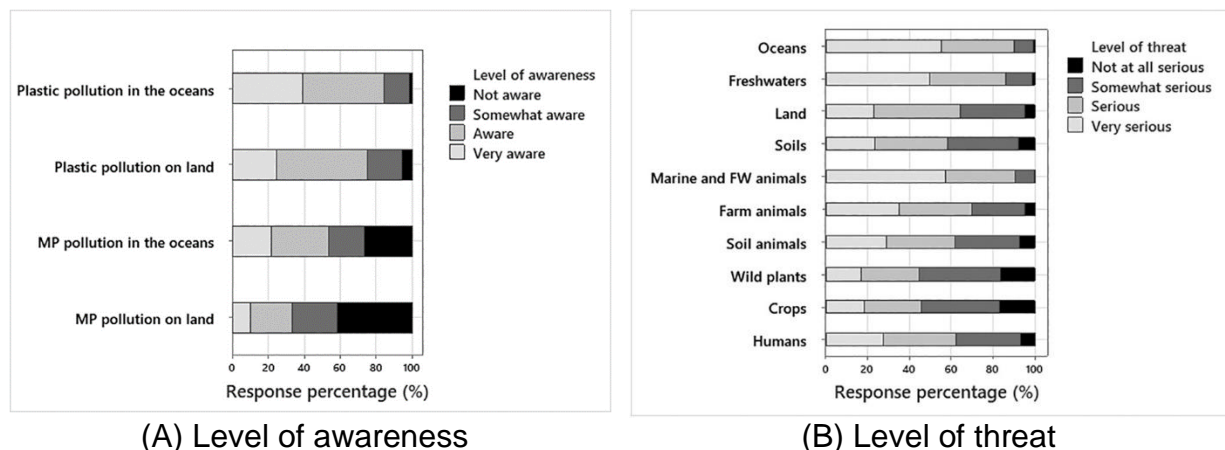 Plastic pollution in the oceans
Plastic pollution on land
MP pollution in the oceans
MP pollution on land
0 20 40 60 80 100
Response percentage (%)
Level of awareness
Not aware
Somewhat aware
Aware
Very aware
(A) Level of awareness
Oceans
Freshwaters
Land
Soils
Marine and FW animals
Farm animals
Soil animals
Wild plants
Crops
Humans
0 20 40 60 80 100
Response percentage (%)
Level of threat
Not at all serious
Somewhat serious
Serious
Very serious
(B) Level of threat